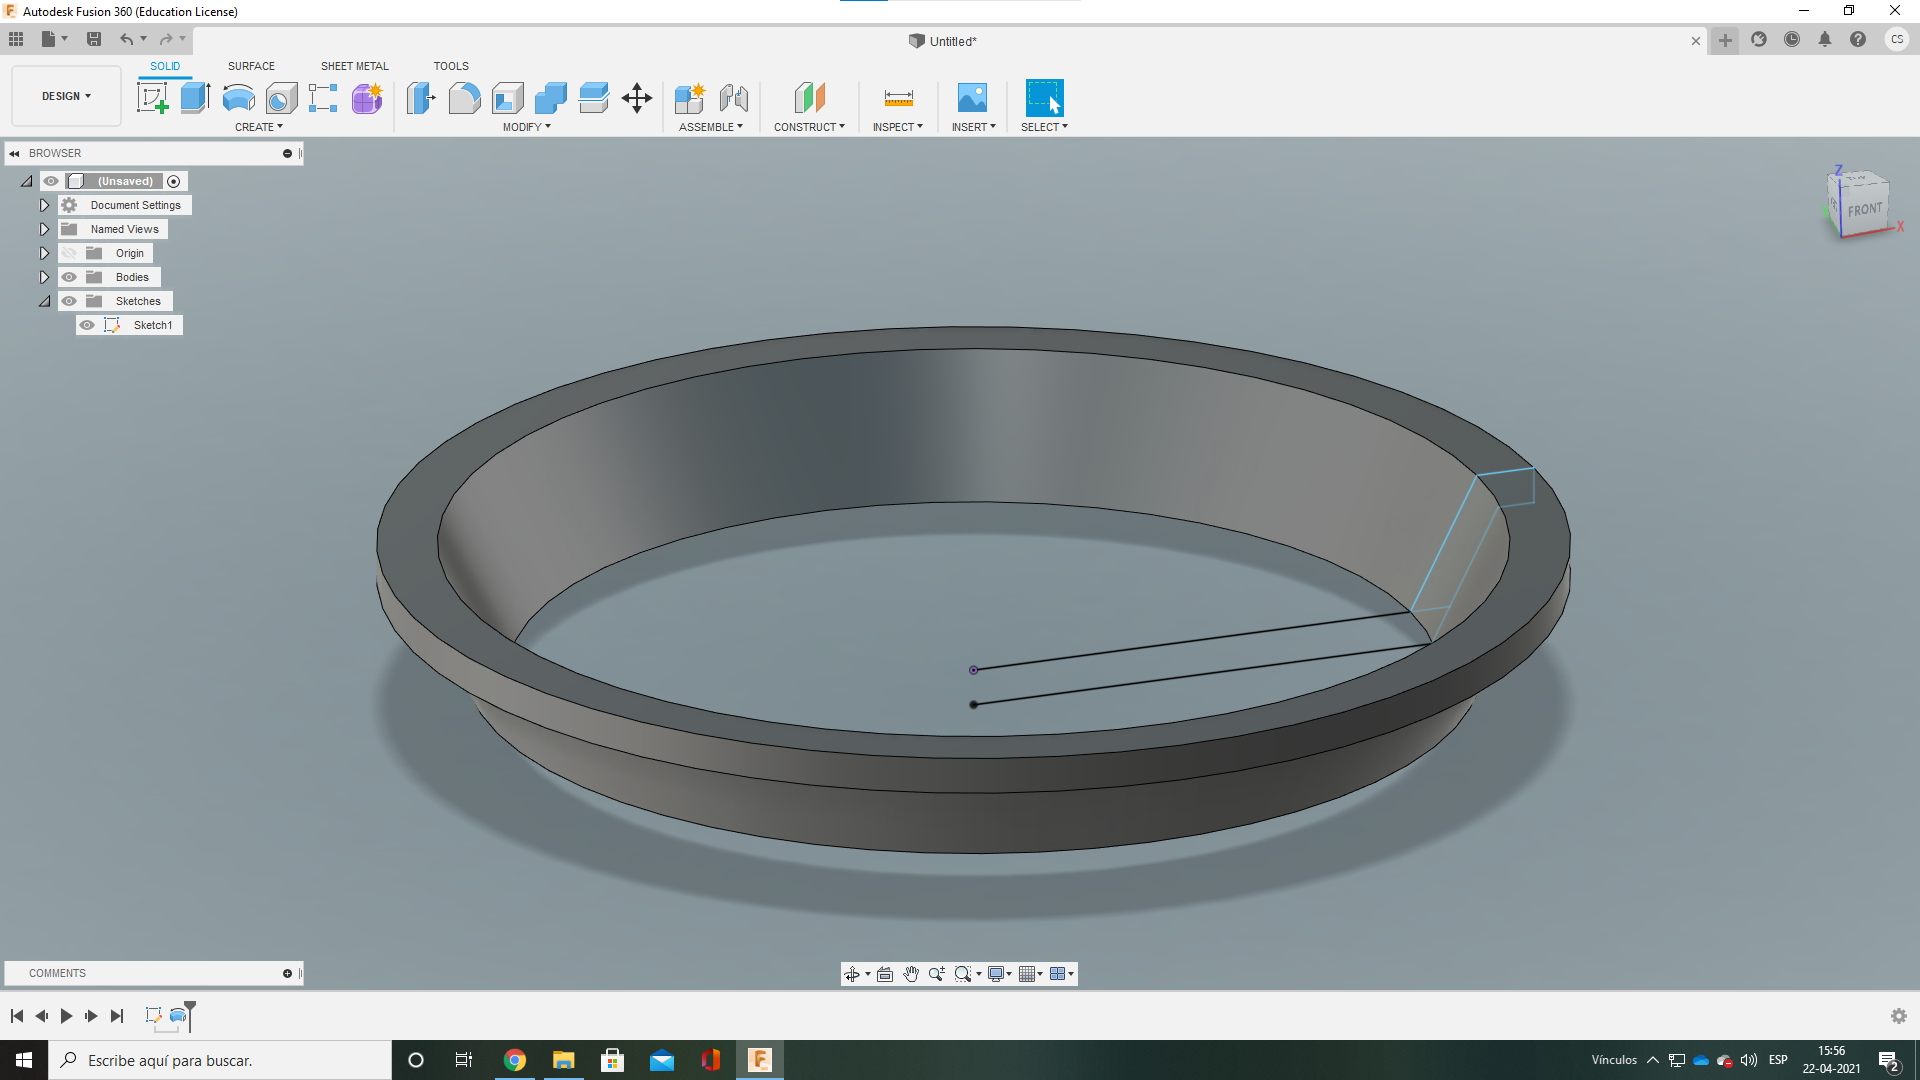 Autodesk Fusion 360 (Education License)
Untitled*
CS
DESIGN
SOLID
SURFACE
SHEET METAL
TOOLS
CREATE
MODIFY
ASSEMBLE
CONSTRUCT
INSPECT
INSERT
SELECT
BROWSER
(Unsaved)
Document Settings
Named Views
Origin
Bodies
Sketches
Sketch1
Z
FRONT
X
COMMENTS
Escribe aquí para buscar.
Vínculos
ESP
15:56
22-04-2021
2